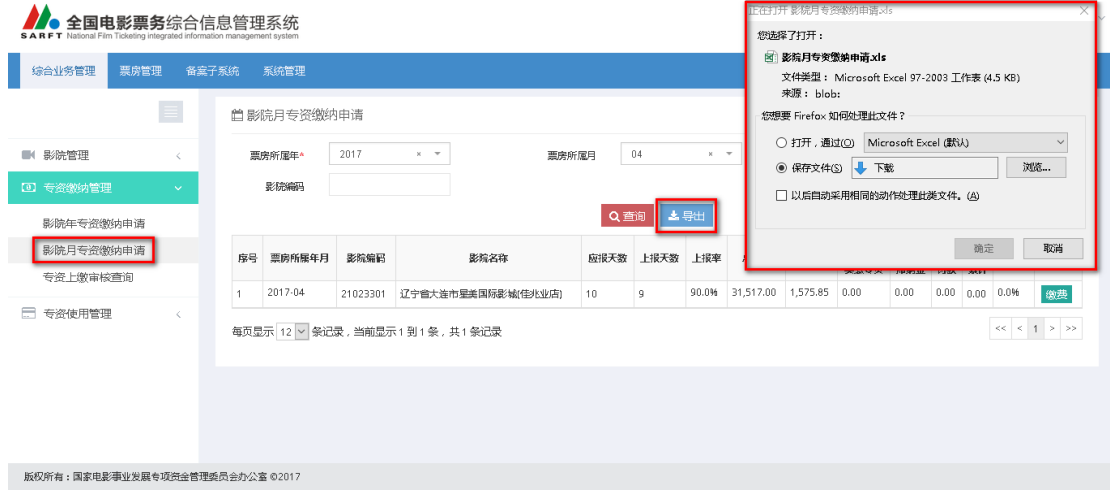 全国电影票务综合信息管理系统
SARFT National Film Ticketing integrated information management system
综合业务管理 票房管理 备案子系统 系统管理
影院管理
专资缴纳管理
影院年专资缴纳申请
影院月专资缴纳申请
专资上缴审核查询
专资使用管理
影院月专资缴纳申请
票房所属年* 2017 × 票房所属月 04 ×
影院编码
查询 导出
序号 票房所属年月 影院编码 影院名称 应报天数 上报天数 上报率
1 2017-04 21023301 辽宁省大连市星美国际影城(佳兆业店) 10 9 90.0% 31,517.00 1,575.85 0.00 0.00 0.00 0.00 0.0% 缴费
每页显示 12 条记录，当前显示 1 到 1 条，共 1 条记录
<< < 1 > >>
正在打开 影院月专资缴纳申请.xls
您选择了打开：
影院月专资缴纳申请.xls
文件类型： Microsoft Excel 97-2003 工作表 (4.5 KB)
来源： blob:
您想要 Firefox 如何处理此文件？
打开，通过(O) Microsoft Excel (默认)
保存文件(S) 下载 浏览...
以后自动采用相同的动作处理此类文件。(A)
确定 取消
版权所有：国家电影事业发展专项资金管理委员会办公室 ©2017